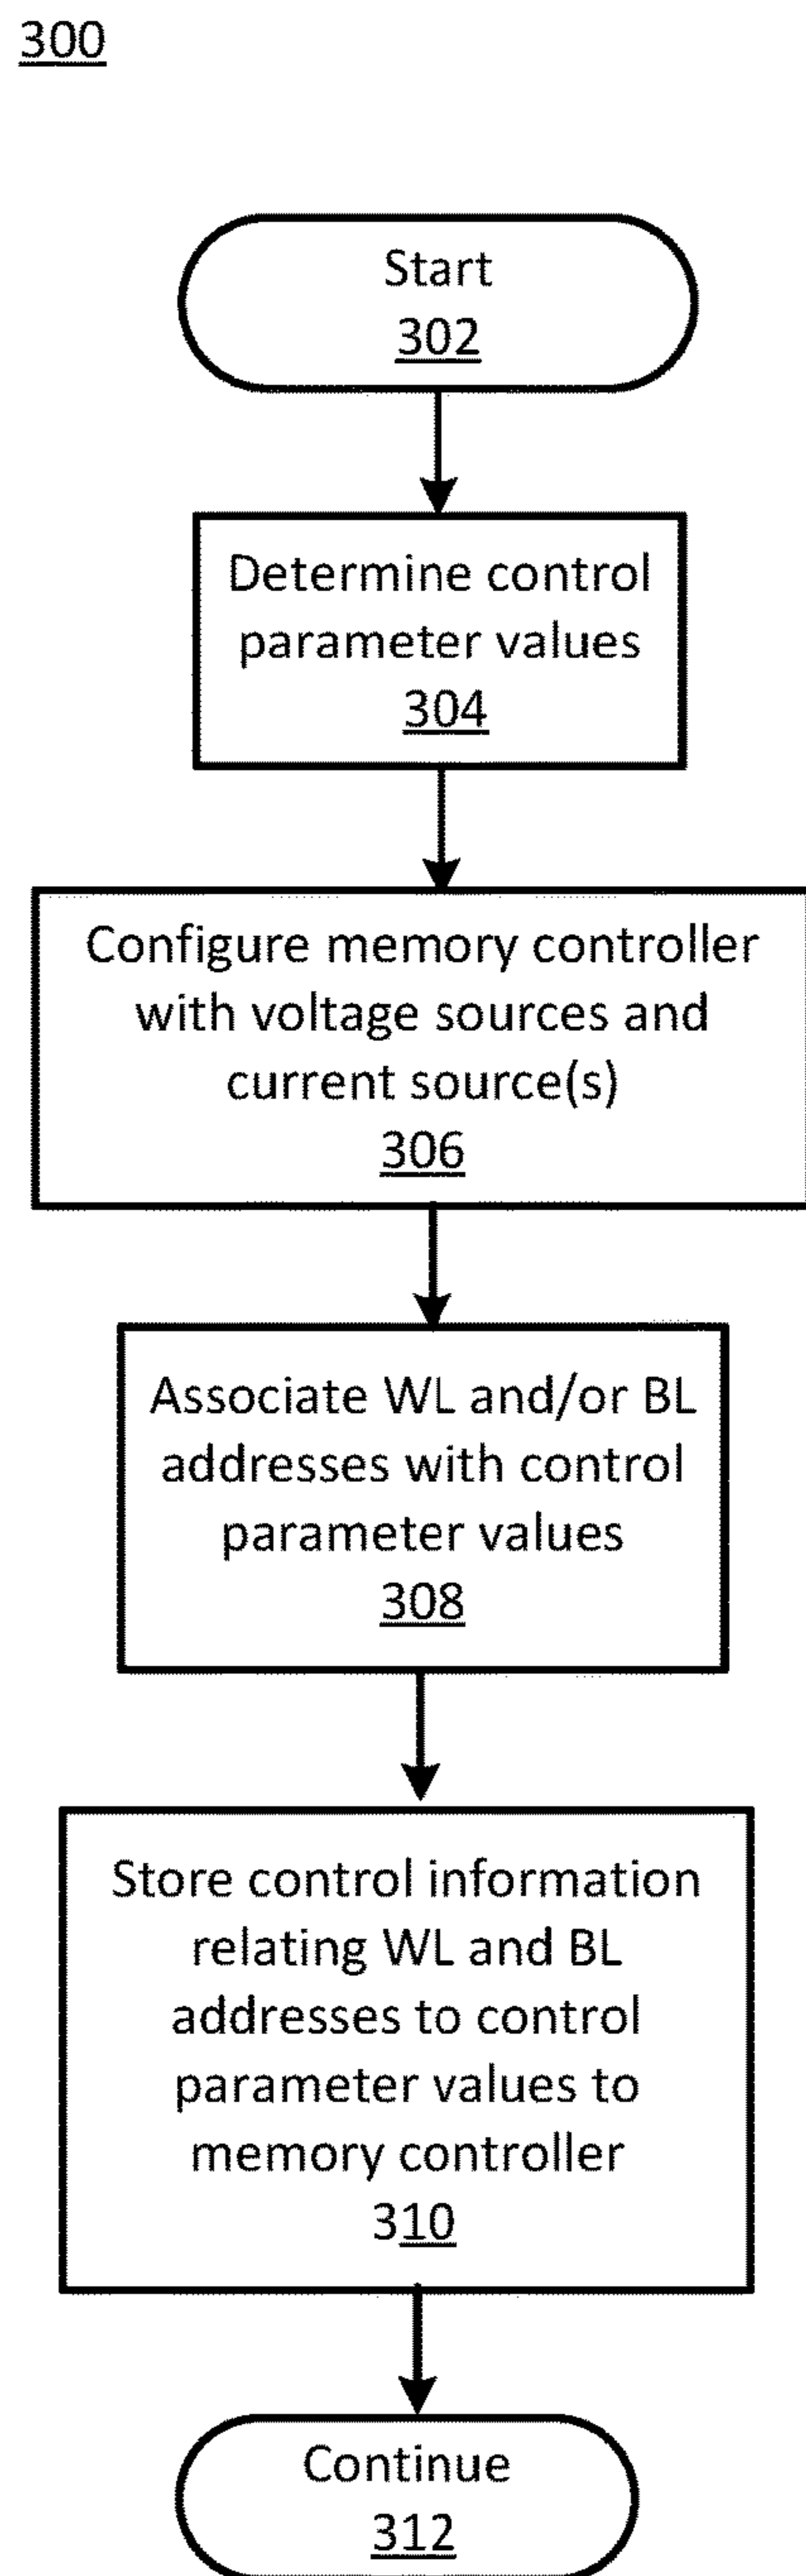 300
Start
302
Determine control
parameter values
304
Configure memory controller
with voltage sources and
current source(s)
306
Associate WL and/or BL
addresses with control
parameter values
308
Store control information
relating WL and BL
addresses to control
parameter values to
memory controller
310
Continue
312